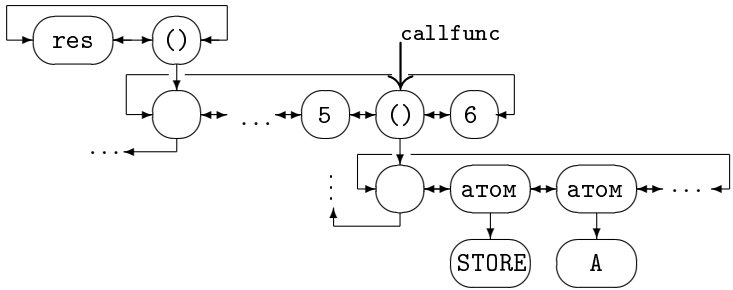 callfunc
res ()
... 5 () 6
...
... атом атом ...
STORE A